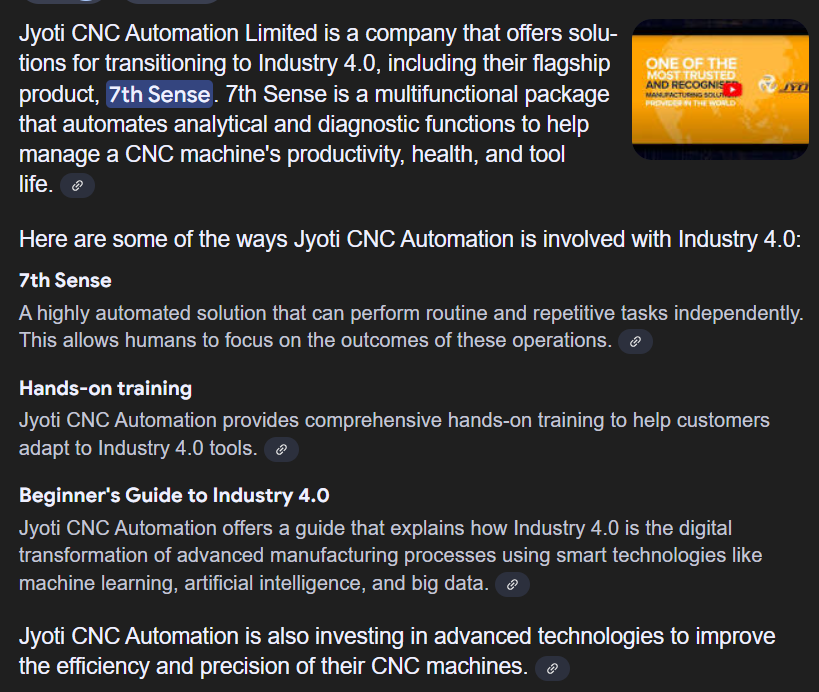 Jyoti CNC Automation Limited is a company that offers solu-
tions for transitioning to Industry 4.0, including their flagship
product, 7th Sense. 7th Sense is a multifunctional package
that automates analytical and diagnostic functions to help
manage a CNC machine's productivity, health, and tool
life.
ONE OF THE
MOST TRUSTED
AND RECOGNISED
MANUFACTURING
PROVIDER IN THE WORLD
Here are some of the ways Jyoti CNC Automation is involved with Industry 4.0:
7th Sense
A highly automated solution that can perform routine and repetitive tasks independently.
This allows humans to focus on the outcomes of these operations.
Hands-on training
Jyoti CNC Automation provides comprehensive hands-on training to help customers
adapt to Industry 4.0 tools.
Beginner's Guide to Industry 4.0
Jyoti CNC Automation offers a guide that explains how Industry 4.0 is the digital
transformation of advanced manufacturing processes using smart technologies like
machine learning, artificial intelligence, and big data.
Jyoti CNC Automation is also investing in advanced technologies to improve
the efficiency and precision of their CNC machines.